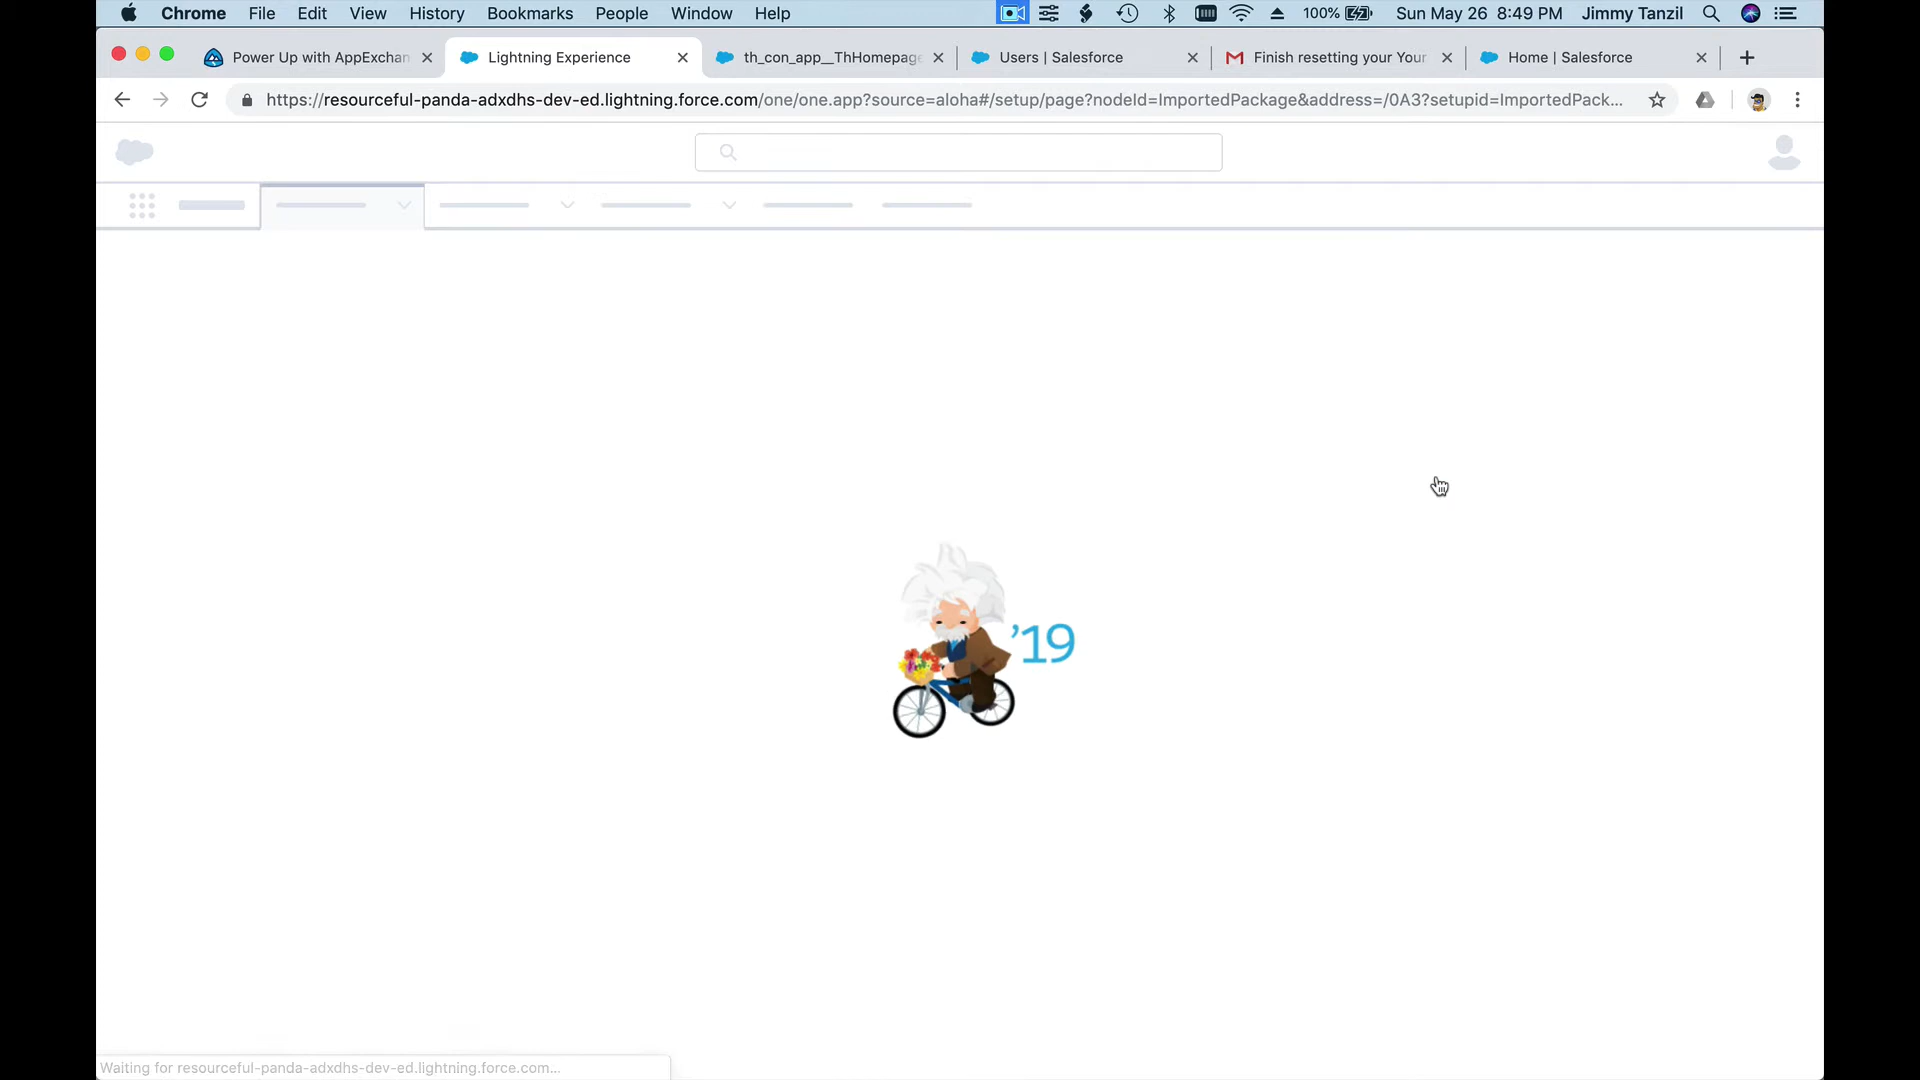 Chrome File Edit View History Bookmarks People Window Help 100% Sun May 26 8:49 PM Jimmy Tanzil
Power Up with AppExchan Lightning Experience th_con_app__ThHomepage Users | Salesforce Finish resetting your Your Home | Salesforce
https://resourceful-panda-adxdhs-dev-ed.lightning.force.com/one/one.app?source=aloha#/setup/page?nodeId=ImportedPackage&address=/0A3?setupid=ImportedPack...
’19
Waiting for resourceful-panda-adxdhs-dev-ed.lightning.force.com...